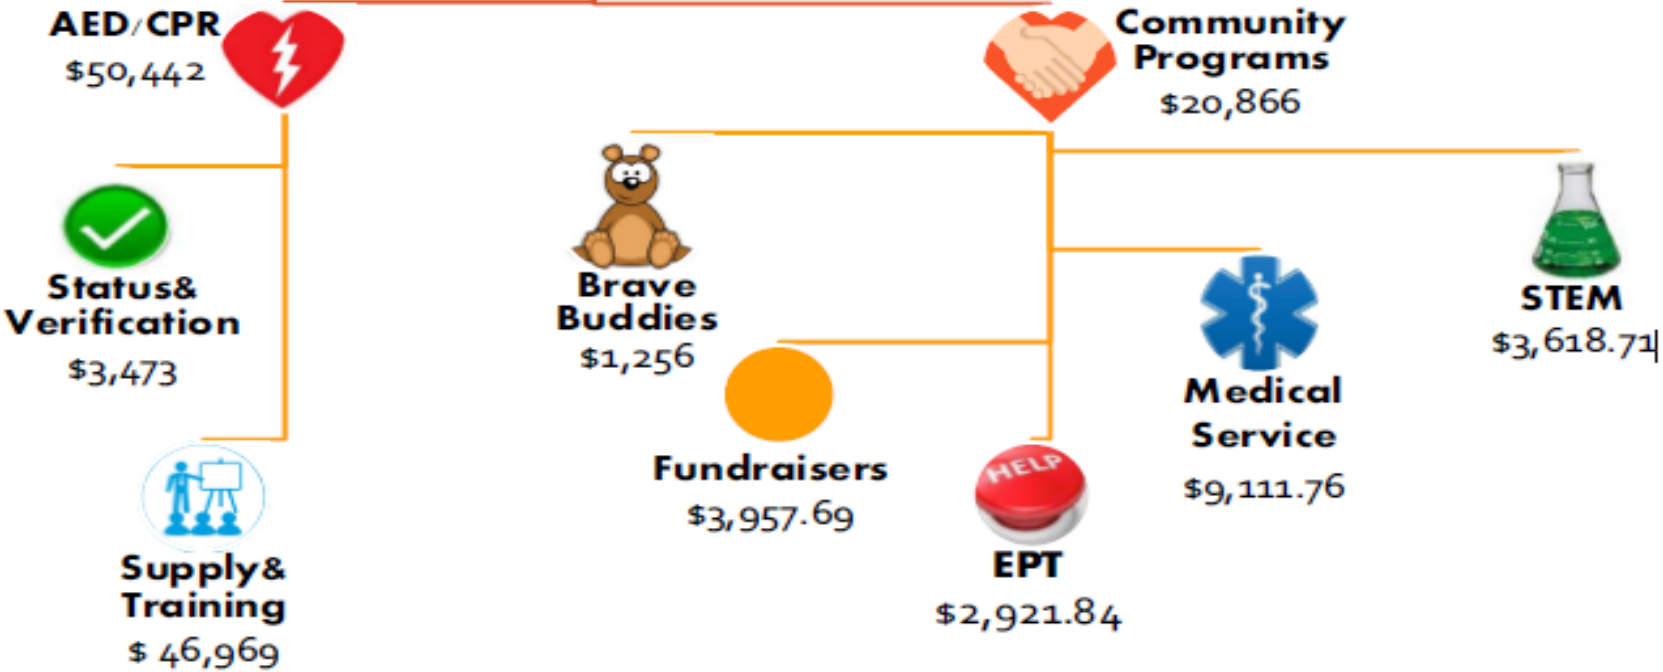 AED/CPR
$50,442
Community
Programs
$20,866
Status&
Verification
$3,473
Brave
Buddies
$1,256
STEM
$3,618.71
Medical
Service
$9,111.76
Fundraisers
$3,957.69
HELP
EPT
$2,921.84
Supply&
Training
$ 46,969